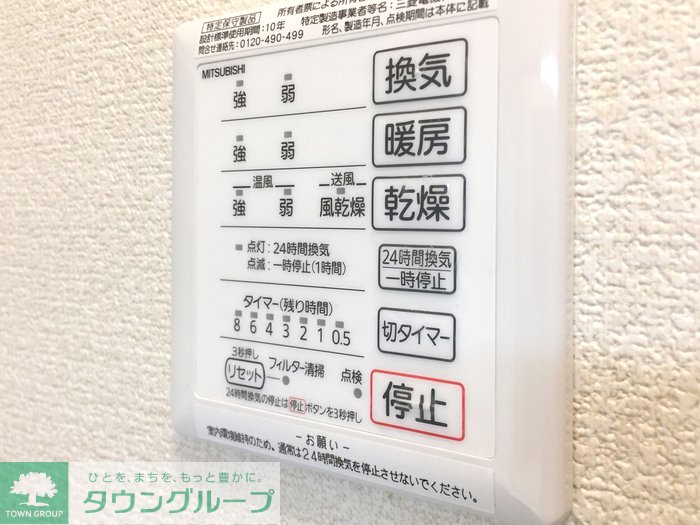 特定保守製品
所有者票による所有者
設計標準使用期間：10年
特定製造事業者等名：三菱電機
問合せ連絡先：0120-490-499
形名、製造年月、点検期間は本体に記載
MITSUBISHI
強 弱 換気
強 弱 暖房
温風 送風
強 弱 風乾燥 乾燥
点灯：24時間換気
点滅：一時停止(1時間)
24時間換気
一時停止
タイマー(残り時間)
8 6 4 3 2 1 0.5
切タイマー
3秒押し
リセット フィルター清掃 点検
24時間換気の停止は停止ボタンを3秒押し
停止
－お願い－
室内環境維持のため、通常は24時間換気を停止させないでください。
ひとを、まちを、もっと豊かに。
タウングループ
TOWN GROUP